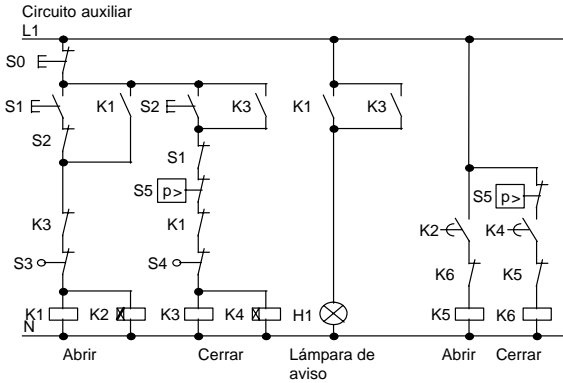 Circuito auxiliar
L1
S0
S1 K1 S2 K3 K1 K3
S2
S1
S5 p> S5 p>
K3 K1 K2 K4
S3 S4 K6 K5
K1 K2 K3 K4 H1 K5 K6
N
Abrir Cerrar Lámpara de Abrir Cerrar
aviso